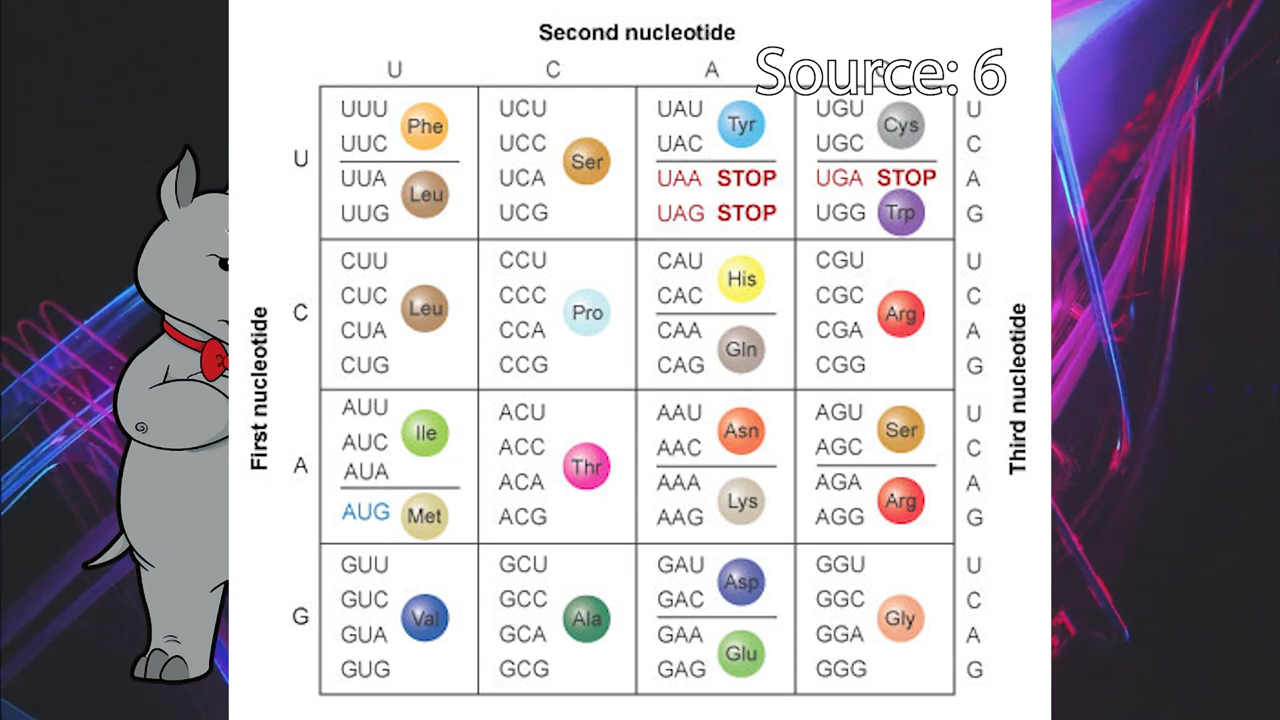 Second nucleotide
Source: 6
U C A G
U
UUU Phe
UUC
UUA Leu
UUG
UCU
UCC Ser
UCA
UCG
UAU Tyr
UAC
UAA STOP
UAG STOP
UGU Cys
UGC
UGA STOP
UGG Trp
U
C
A
G
C
CUU
CUC Leu
CUA
CUG
CCU
CCC Pro
CCA
CCG
CAU His
CAC
CAA Gln
CAG
CGU
CGC Arg
CGA
CGG
U
C
A
G
A
AUU Ile
AUC
AUA
AUG Met
ACU
ACC Thr
ACA
ACG
AAU Asn
AAC
AAA Lys
AAG
AGU Ser
AGC
AGA Arg
AGG
U
C
A
G
G
GUU
GUC Val
GUA
GUG
GCU
GCC Ala
GCA
GCG
GAU Asp
GAC
GAA Glu
GAG
GGU
GGC Gly
GGA
GGG
U
C
A
G
First nucleotide
Third nucleotide